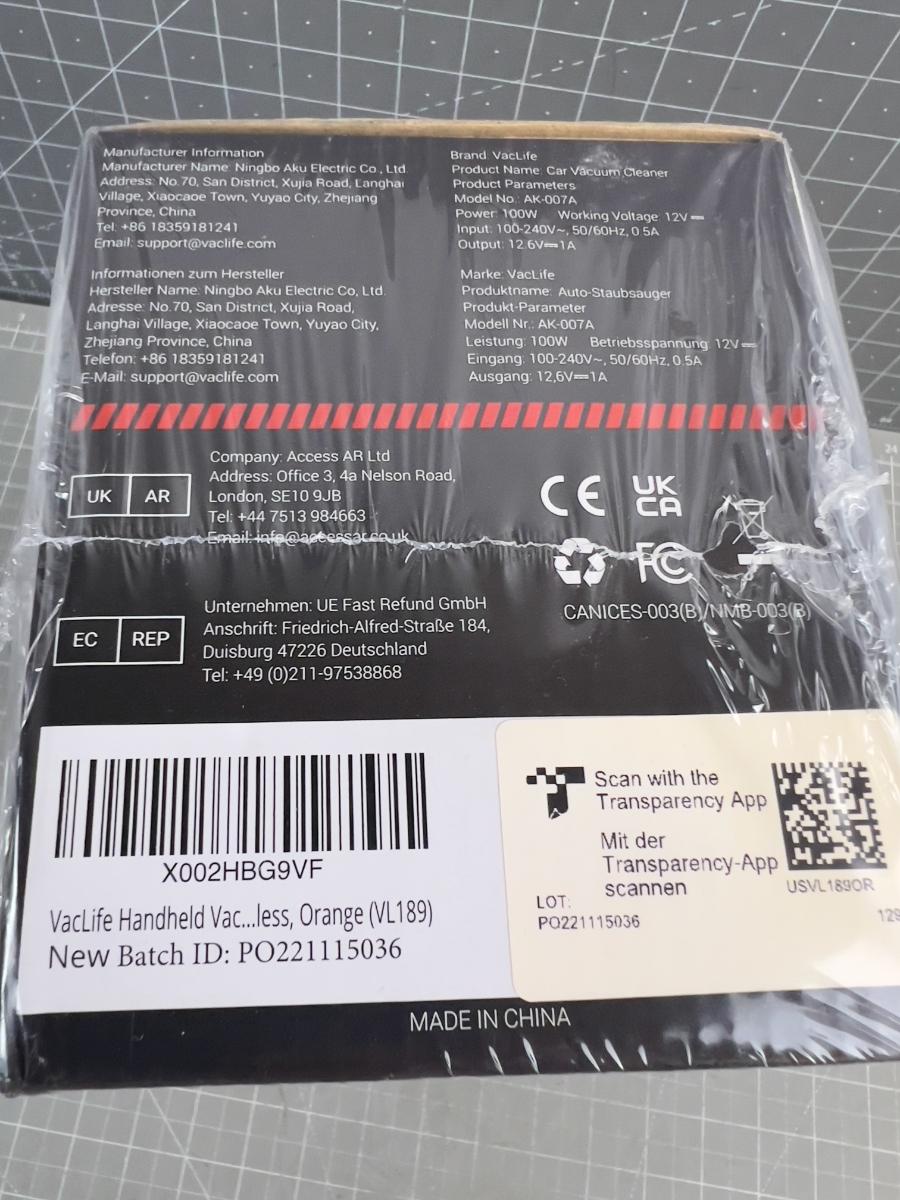 Manufacturer Information
Manufacturer Name: Ningbo Aku Electric Co., Ltd.
Address: No.70, San District, Xujia Road, Langhai
Village, Xiaocaoe Town, Yuyao City, Zhejiang
Province, China
Tel: +86 18359181241
Email: support@vaclife.com
Brand: VacLife
Product Name: Car Vacuum Cleaner
Product Parameters
Model No.: AK-007A
Power: 100W Working Voltage: 12V⎓
Input: 100-240V~, 50/60Hz, 0.5A
Output: 12.6V⎓1A
Informationen zum Hersteller
Hersteller Name: Ningbo Aku Electric Co., Ltd.
Adresse: No.70, San District, Xujia Road,
Langhai Village, Xiaocaoe Town, Yuyao City,
Zhejiang Province, China
Telefon: +86 18359181241
E-Mail: support@vaclife.com
Marke: VacLife
Produktname: Auto-Staubsauger
Produkt-Parameter
Modell Nr.: AK-007A
Leistung: 100W Betriebsspannung: 12V⎓
Eingang: 100-240V~, 50/60Hz, 0.5A
Ausgang: 12,6V⎓1A
UK AR
Company: Access AR Ltd
Address: Office 3, 4a Nelson Road,
London, SE10 9JB
Tel: +44 7513 984663
Email: info@accessar.co.uk
CE
UK
CA
FC
CANICES-003(B)/NMB-003(B)
EC REP
Unternehmen: UE Fast Refund GmbH
Anschrift: Friedrich-Alfred-Straße 184,
Duisburg 47226 Deutschland
Tel: +49 (0)211-97538868
X002HBG9VF
VacLife Handheld Vac...less, Orange (VL189)
New Batch ID: PO221115036
Scan with the
Transparency App
Mit der
Transparency-App
scannen
USVL189OR
LOT:
PO221115036
129
MADE IN CHINA